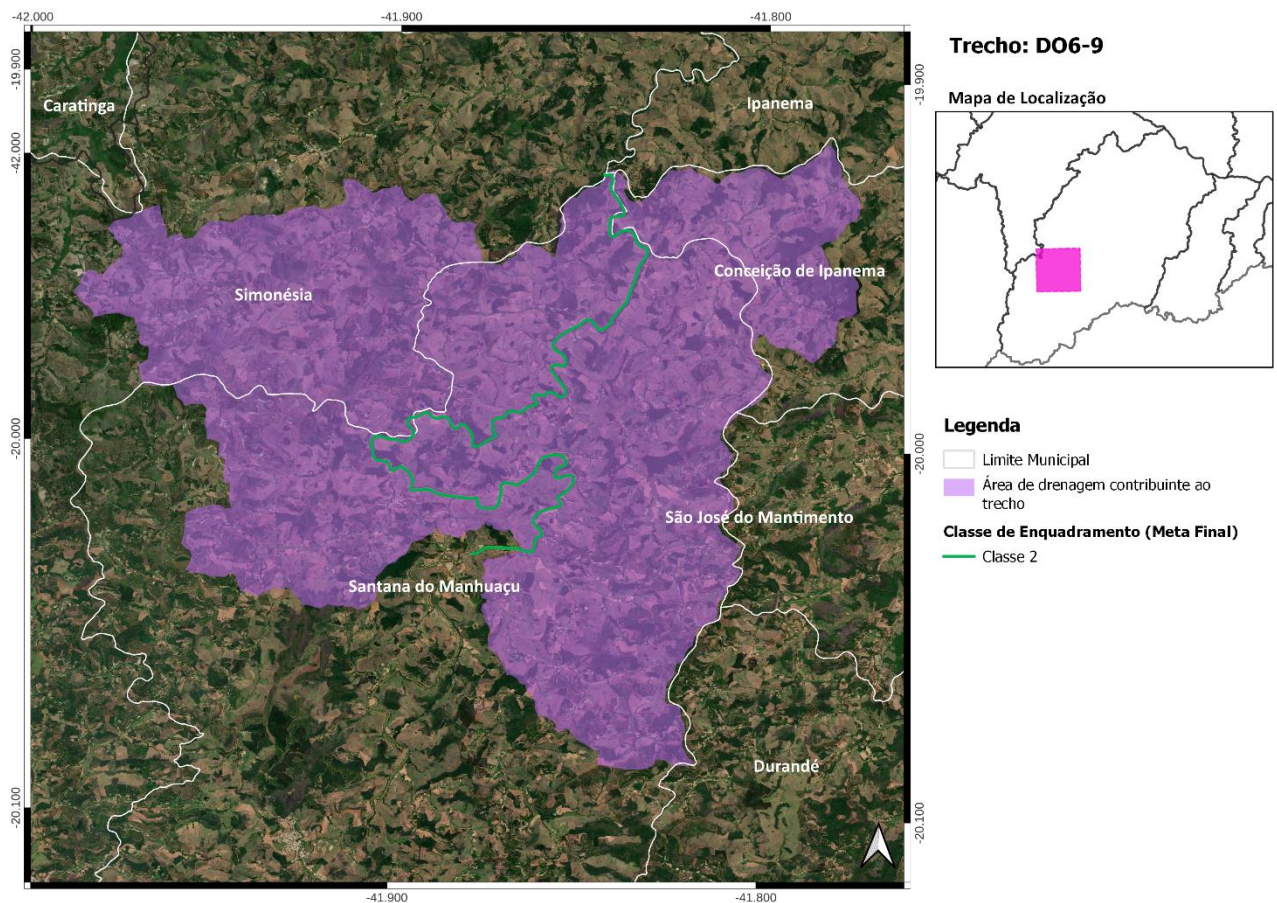 -42.000
-41.900
-41.800
Trecho: DO6-9
-19.900
-19.900
Caratinga
Ipanema
Mapa de Localização
-42.000
Conceição de Ipanema
Simonésia
Legenda
-20.000
-20.000
Limite Municipal
Área de drenagem contribuinte ao
trecho
São José do Mantimento
Classe de Enquadramento (Meta Final)
Classe 2
Santana do Manhuaçu
Durandé
-20.100
-20.100
-41.900
-41.800